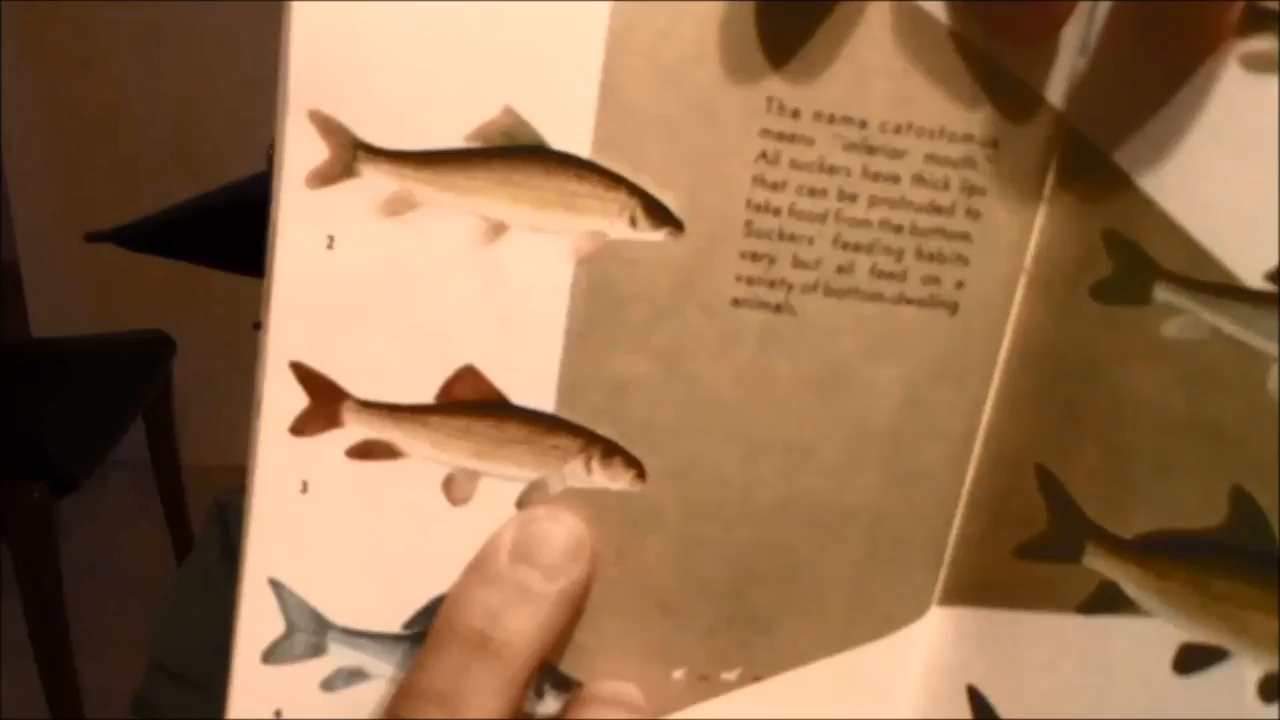 The name catostomus
means "inferior mouth."
All suckers have thick lips
that can be protruded to
take food from the bottom.
Suckers' feeding habits
vary but all feed on a
variety of bottom-dwelling
animals.
2
3